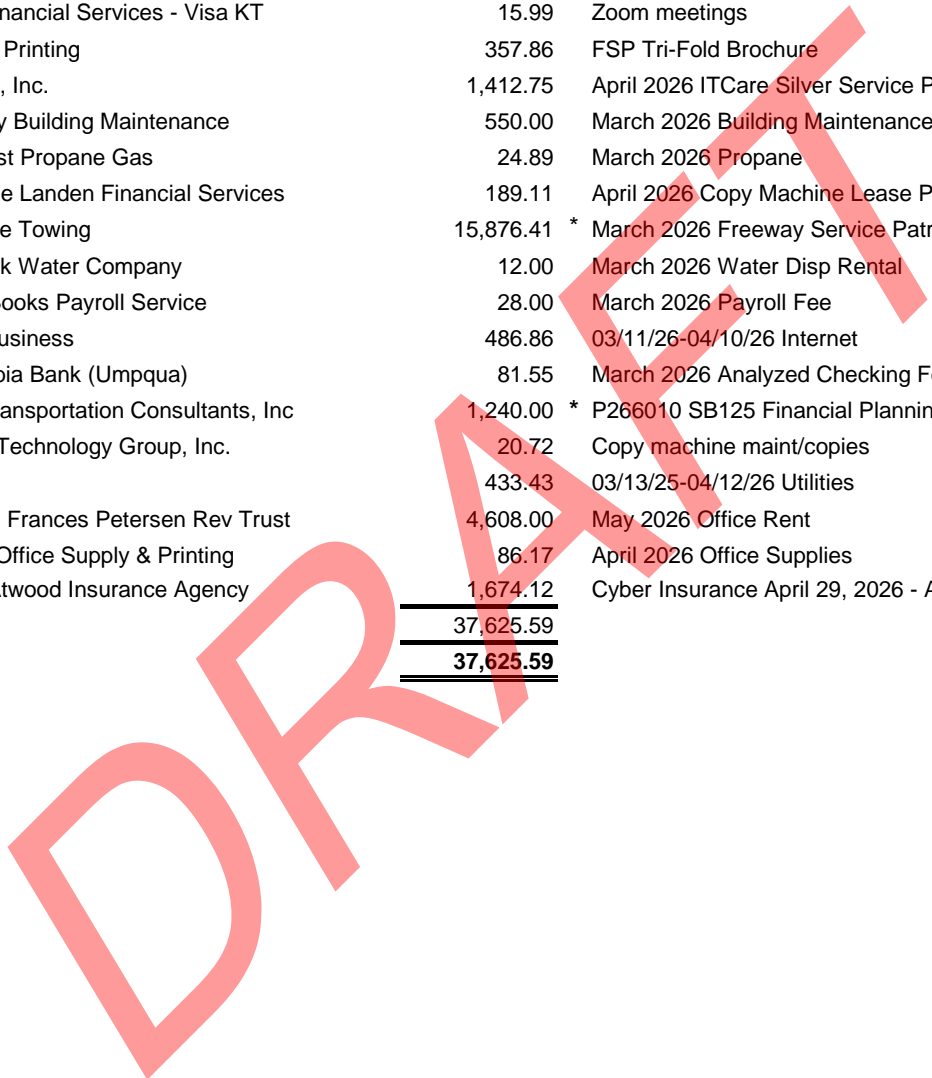 nancial Services - Visa KT 15.99 Zoom meetings
Printing 357.86 FSP Tri-Fold Brochure
, Inc. 1,412.75 April 2026 ITCare Silver Service P
y Building Maintenance 550.00 March 2026 Building Maintenance
st Propane Gas 24.89 March 2026 Propane
e Landen Financial Services 189.11 April 2026 Copy Machine Lease P
e Towing 15,876.41 * March 2026 Freeway Service Patr
k Water Company 12.00 March 2026 Water Disp Rental
Books Payroll Service 28.00 March 2026 Payroll Fee
usiness 486.86 03/11/26-04/10/26 Internet
bia Bank (Umpqua) 81.55 March 2026 Analyzed Checking F
ransportation Consultants, Inc 1,240.00 * P266010 SB125 Financial Plannin
Technology Group, Inc. 20.72 Copy machine maint/copies
433.43 03/13/25-04/12/26 Utilities
Frances Petersen Rev Trust 4,608.00 May 2026 Office Rent
Office Supply & Printing 86.17 April 2026 Office Supplies
twood Insurance Agency 1,674.12 Cyber Insurance April 29, 2026 - A
37,625.59
37,625.59
DRAFT